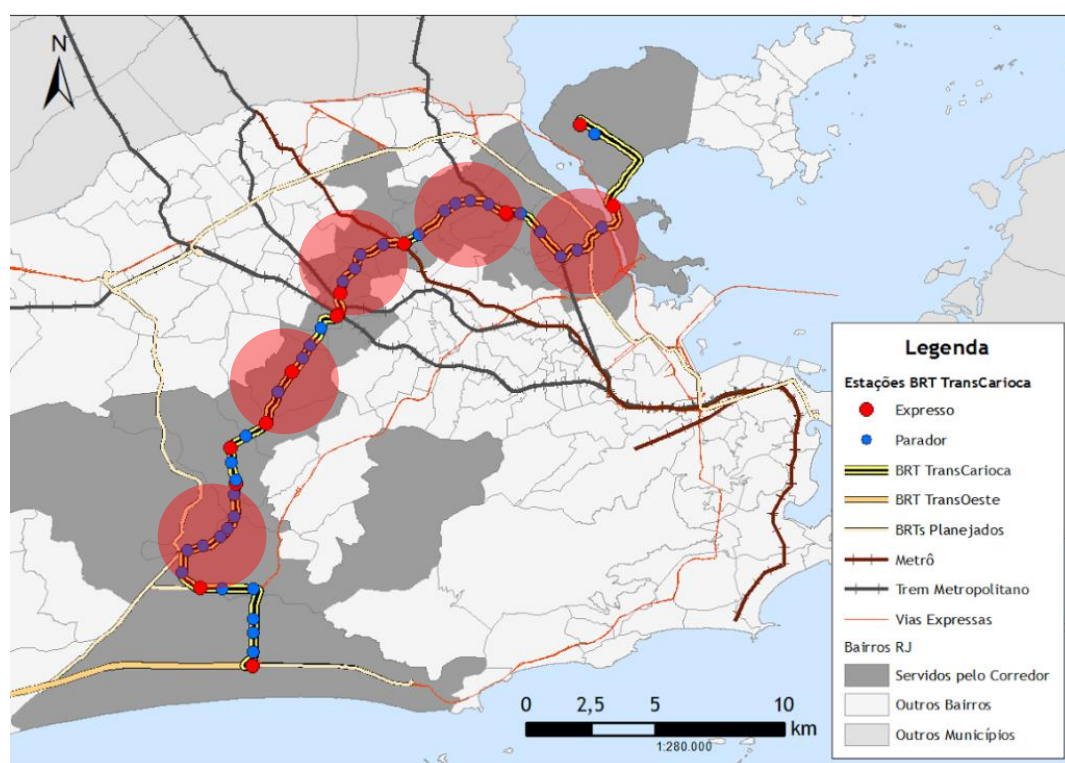 N
Legenda
Estações BRT TransCarioca
Expresso
Parador
BRT TransCarioca
BRT TransOeste
BRTs Planejados
Metrô
Trem Metropolitano
Vias Expressas
Bairros RJ
Servidos pelo Corredor
Outros Bairros
Outros Municípios
0 2,5 5 10
km
1:280.000